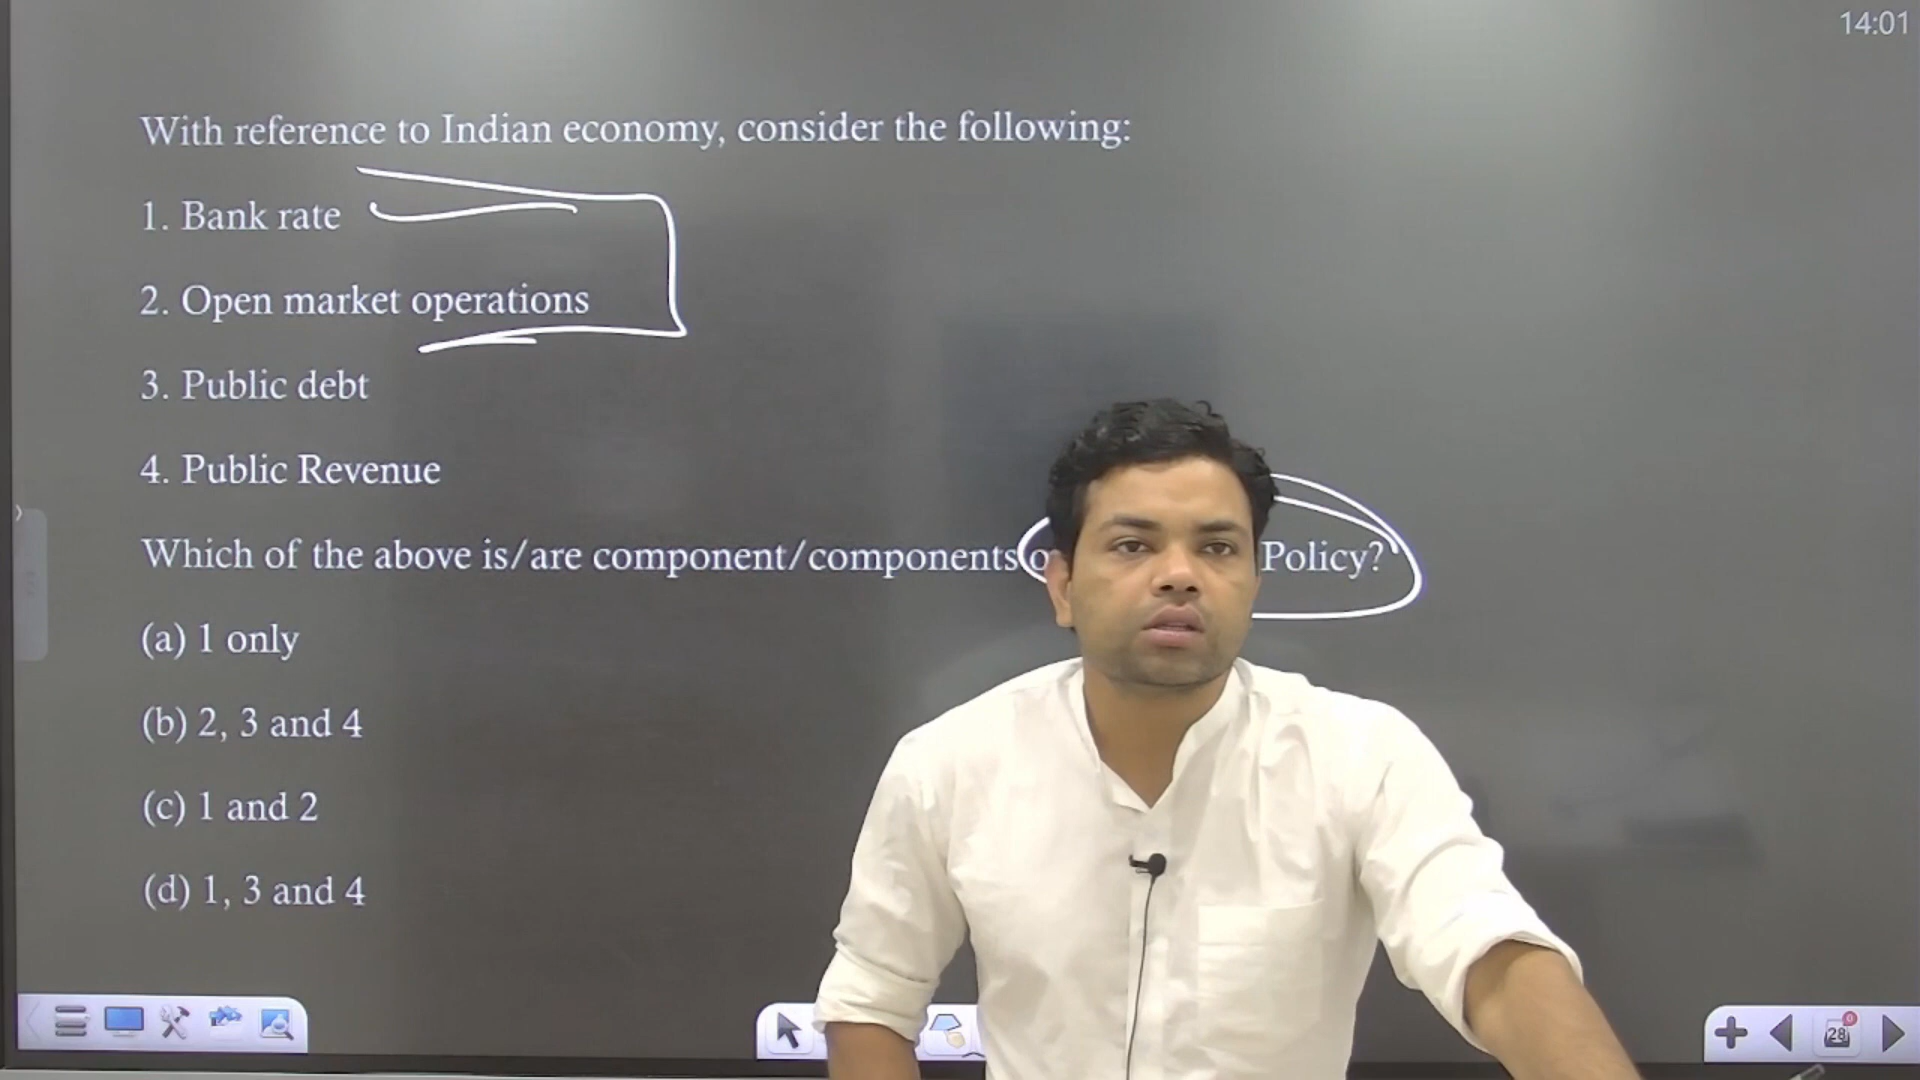 14:01
With reference to Indian economy, consider the following:
1. Bank rate
2. Open market operations
3. Public debt
4. Public Revenue
Which of the above is/are component/components Policy?
(a) 1 only
(b) 2, 3 and 4
(c) 1 and 2
(d) 1, 3 and 4
28